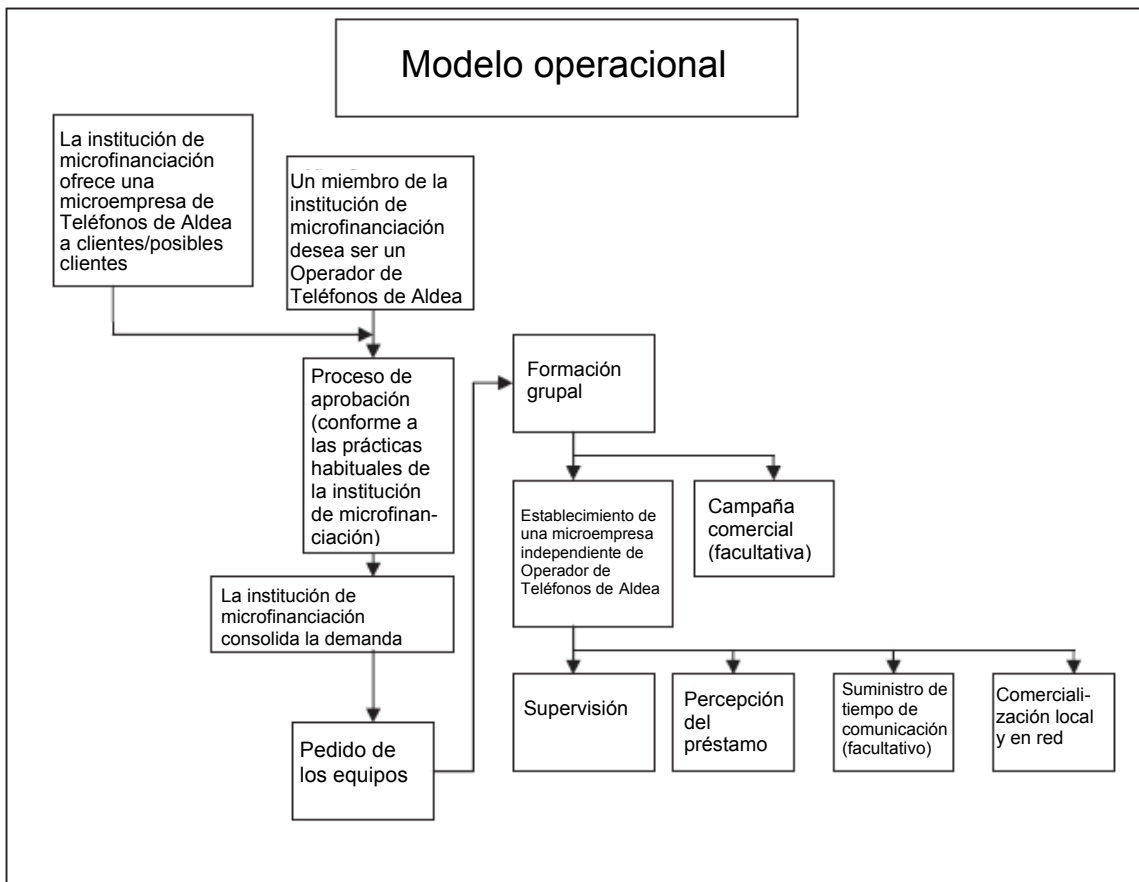 Modelo operacional
La institución de
microfinanciación
ofrece una
microempresa de
Teléfonos de Aldea
a clientes/posibles
clientes
Un miembro de la
institución de
microfinanciación
desea ser un
Operador de
Teléfonos de Aldea
Proceso de
aprobación
(conforme a
las prácticas
habituales de
la institución
de microfinan-
ciación)
La institución de
microfinanciación
consolida la demanda
Pedido de
los equipos
Formación
grupal
Establecimiento de
una microempresa
independiente de
Operador de
Teléfonos de Aldea
Campaña
comercial
(facultativa)
Supervisión
Percepción
del
préstamo
Suministro de
tiempo de
comunicación
(facultativo)
Comerciali-
zación local
y en red